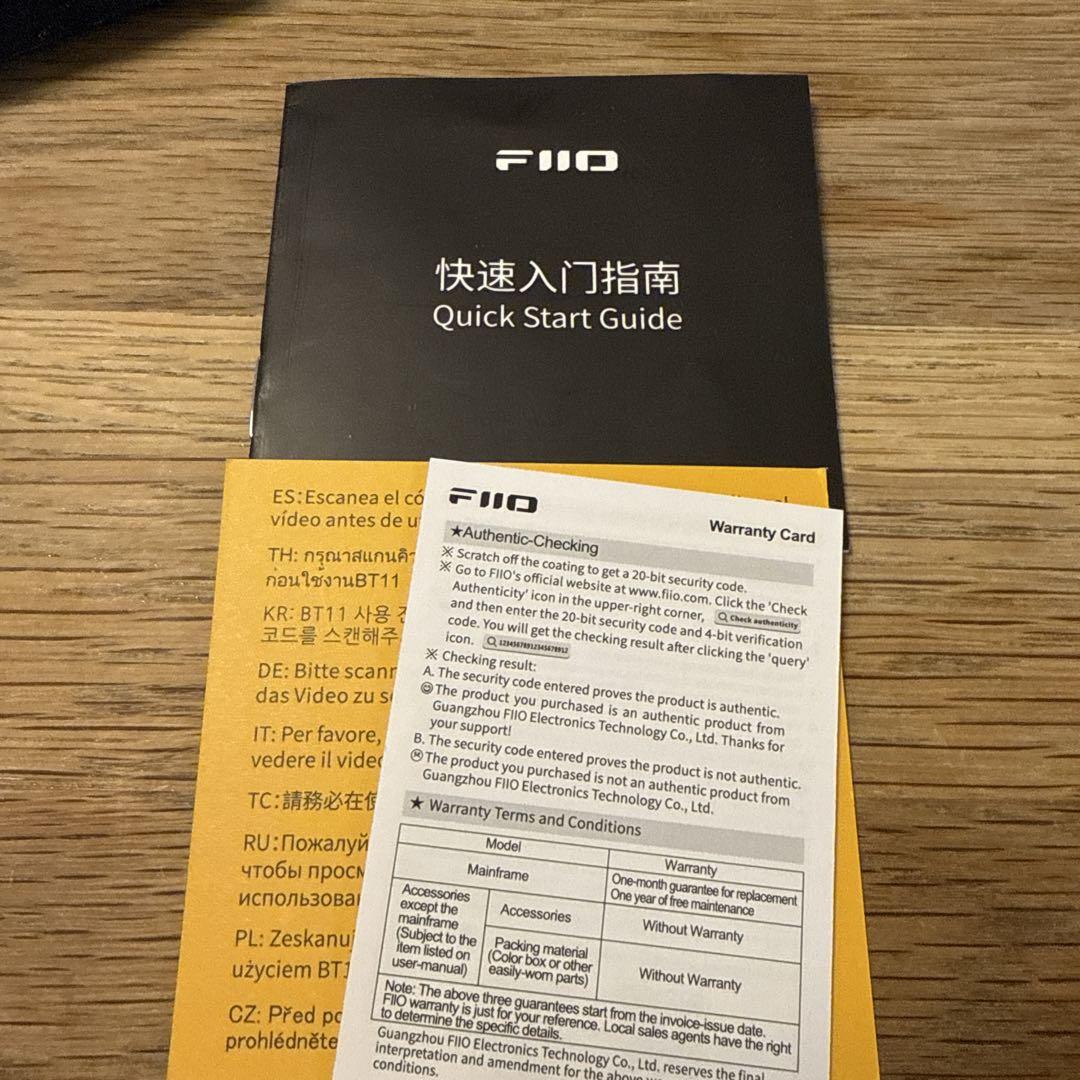 FIIO
快速入门指南
Quick Start Guide
ES:Escanea el
vídeo antes de
TH: กรุณาสแกน
ก่อนใช้งานBT11
KR: BT11 사용
코드를 스캔해주
DE: Bitte
das Video zu
IT: Per favore,
vedere il
TC:請務必在
RU:
чтобы
PL:
użyciem
CZ: Před
prohlédněte
FIIO
Warranty Card
★Authentic-Checking
※ Scratch off the coating to get a 20-bit security code.
※ Go to FIIO's official website at www.fiio.com. Click the 'Check
Authenticity' icon in the upper-right corner, Check authenticity
and then enter the 20-bit security code and 4-bit verification
code. You will get the checking result after clicking the 'query'
icon. 12345678912345678912
※ Checking result:
A. The security code entered proves the product is authentic.
The product you purchased is an authentic product from
Guangzhou FIIO Electronics Technology Co., Ltd. Thanks for
your support!
B. The security code entered proves the product is not authentic.
The product you purchased is not an authentic product from
Guangzhou FIIO Electronics Technology Co., Ltd.
★ Warranty Terms and Conditions
Model
Warranty
Mainframe
One-month guarantee for replacement
One year of free maintenance
Accessories
except the
mainframe
(Subject to the
item listed on
user-manual)
Accessories
Without Warranty
Packing material
(Color box or other
easily-worn parts)
Without Warranty
Note: The above three guarantees start from the invoice-issue date.
FIIO warranty is just for your reference. Local sales agents have the right
to determine the specific details.
Guangzhou FIIO Electronics Technology Co., Ltd. reserves the final
interpretation and amendment for the above
conditions.